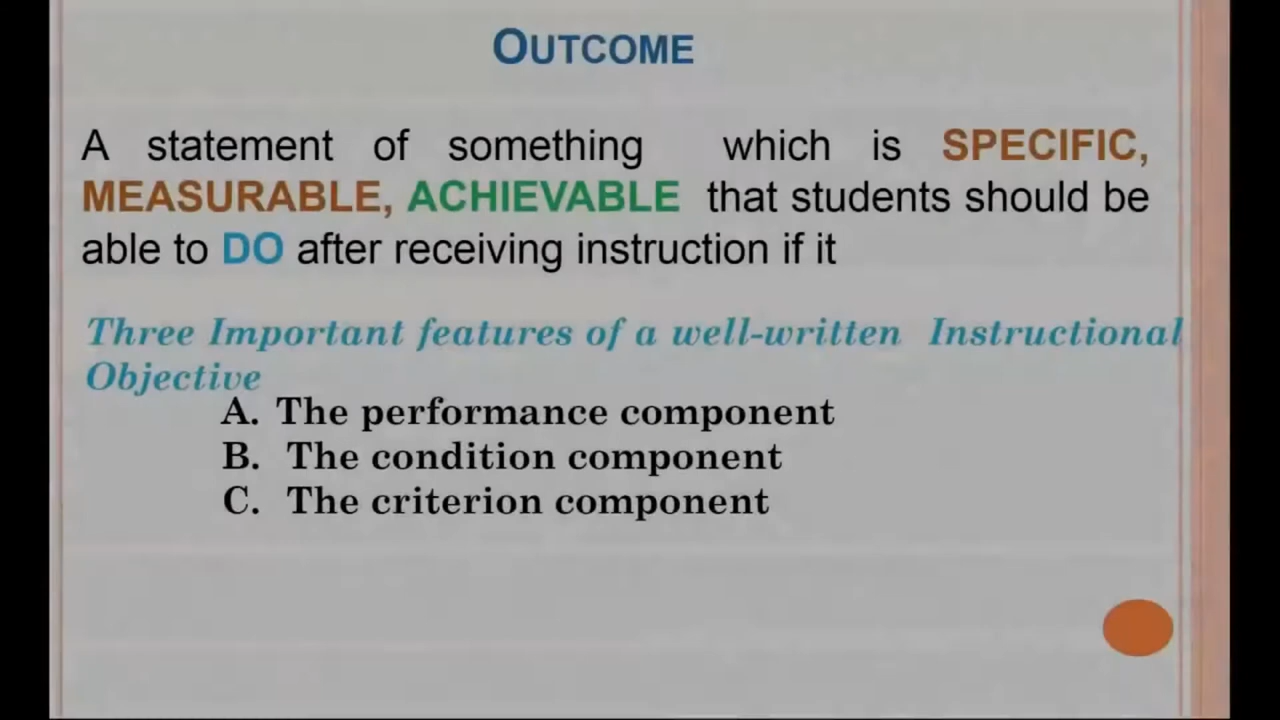 OUTCOME
A statement of something which is SPECIFIC,
MEASURABLE, ACHIEVABLE that students should be
able to DO after receiving instruction if it
Three Important features of a well-written Instructional
Objective
A. The performance component
B. The condition component
C. The criterion component